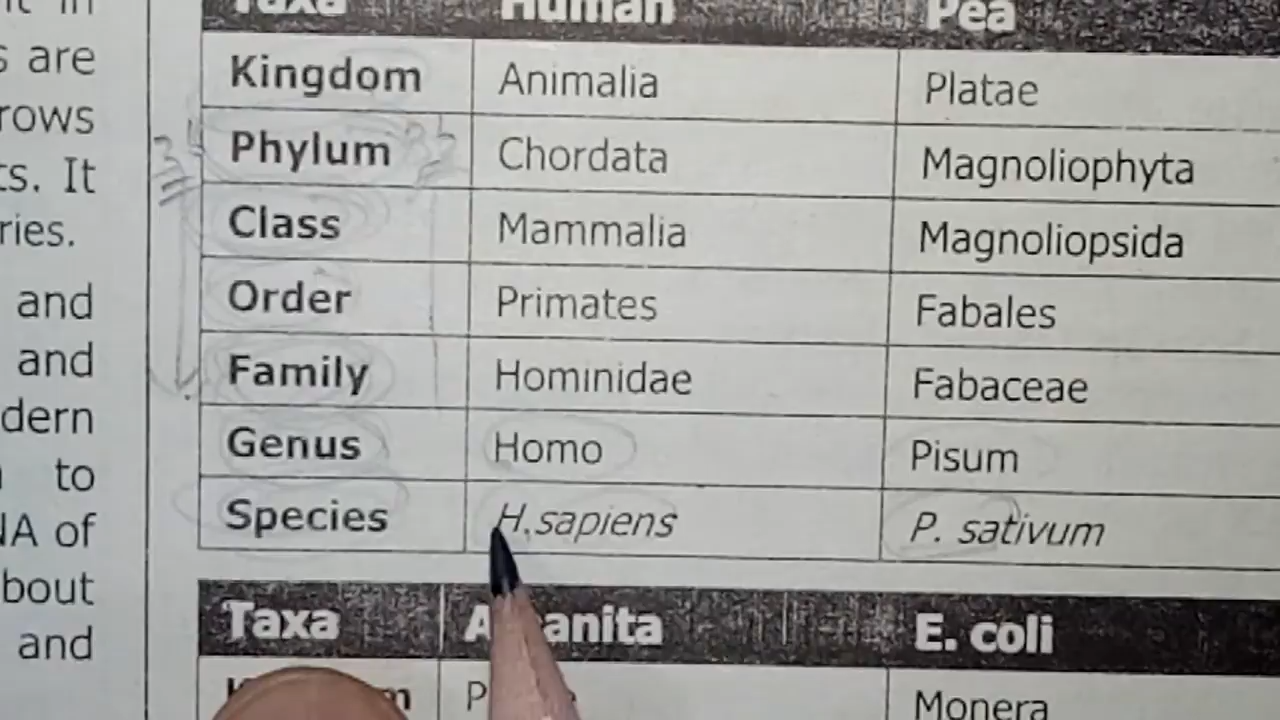 s are
rows
ts. It
ries.
and
and
dern
to
NA of
bout
and
Taxa Human Pea
Kingdom Animalia Platae
Phylum Chordata Magnoliophyta
Class Mammalia Magnoliopsida
Order Primates Fabales
Family Hominidae Fabaceae
Genus Homo Pisum
Species H.sapiens P. sativum
Taxa E. coli
Monera